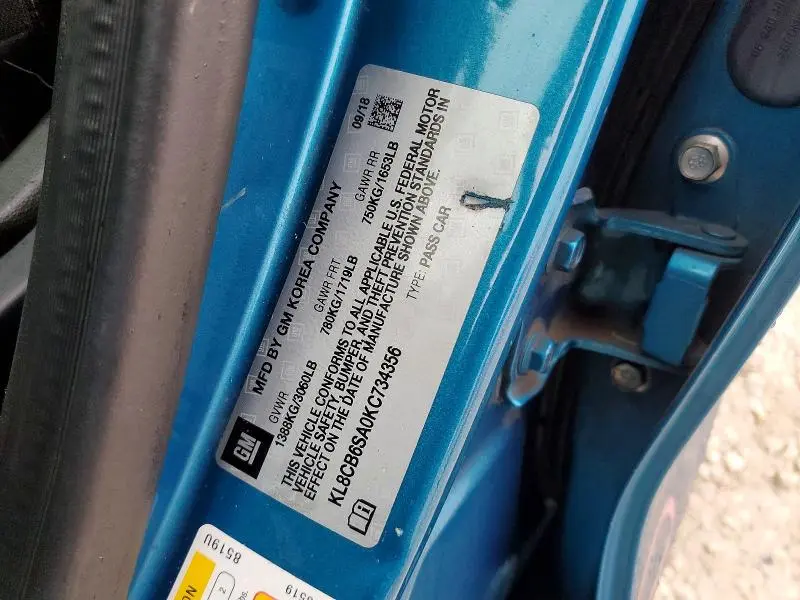 MFD BY GM KOREA COMPANY
09/18
GVWR
GAWR FRT
GAWR RR
1388KG/3060LB
780KG/1719LB
750KG/1653LB
THIS VEHICLE CONFORMS TO ALL APPLICABLE U.S. FEDERAL MOTOR
VEHICLE SAFETY, BUMPER, AND THEFT PREVENTION STANDARDS IN
EFFECT ON THE DATE OF MANUFACTURE SHOWN ABOVE.
KL8CB6SA0KC734356
TYPE: PASS CAR
GM
8519U
8519
2